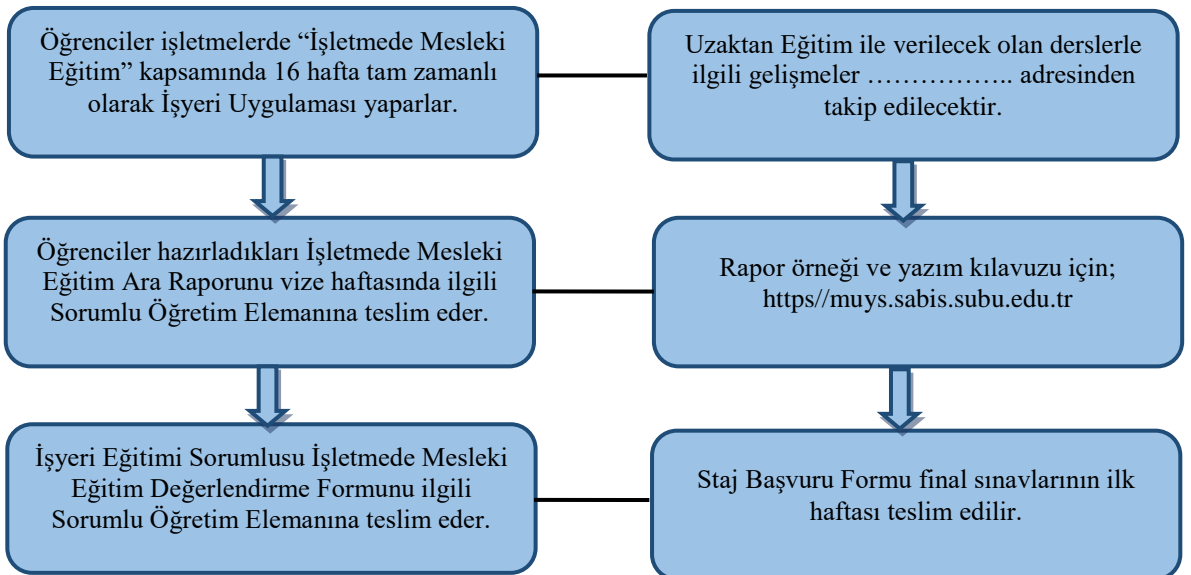 Öğrenciler işletmelerde “İşletmede Mesleki
Eğitim” kapsamında 16 hafta tam zamanlı
olarak İşyeri Uygulaması yaparlar.
Uzaktan Eğitim ile verilecek olan derslerle
ilgili gelişmeler …………….. adresinden
takip edilecektir.
Öğrenciler hazırladıkları İşletmede Mesleki
Eğitim Ara Raporunu vize haftasında ilgili
Sorumlu Öğretim Elemanına teslim eder.
Rapor örneği ve yazım kılavuzu için;
https//muys.sabis.subu.edu.tr
İşyeri Eğitimi Sorumlusu İşletmede Mesleki
Eğitim Değerlendirme Formunu ilgili
Sorumlu Öğretim Elemanına teslim eder.
Staj Başvuru Formu final sınavlarının ilk
haftası teslim edilir.